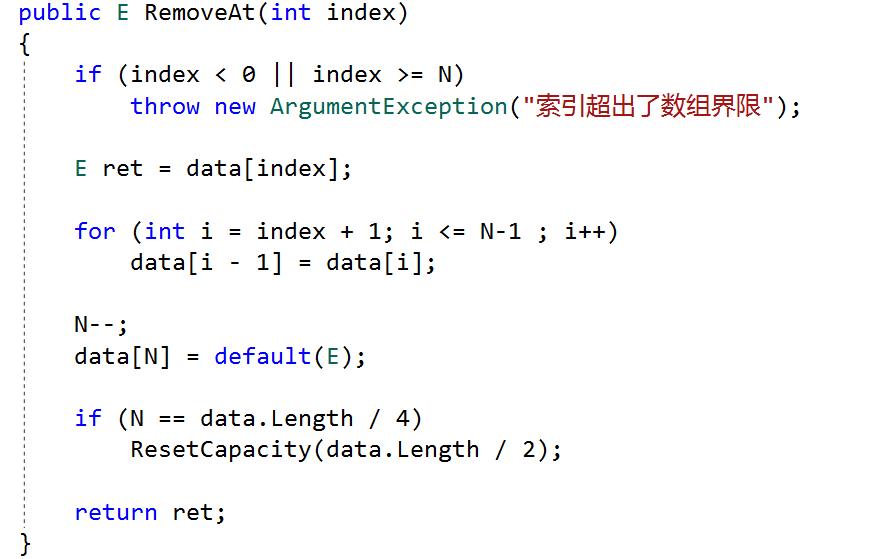 public E RemoveAt(int index)
{
if (index < 0 || index >= N)
throw new ArgumentException("索引超出了数组界限");
E ret = data[index];
for (int i = index + 1; i <= N-1 ; i++)
data[i - 1] = data[i];
N--;
data[N] = default(E);
if (N == data.Length / 4)
ResetCapacity(data.Length / 2);
return ret;
}